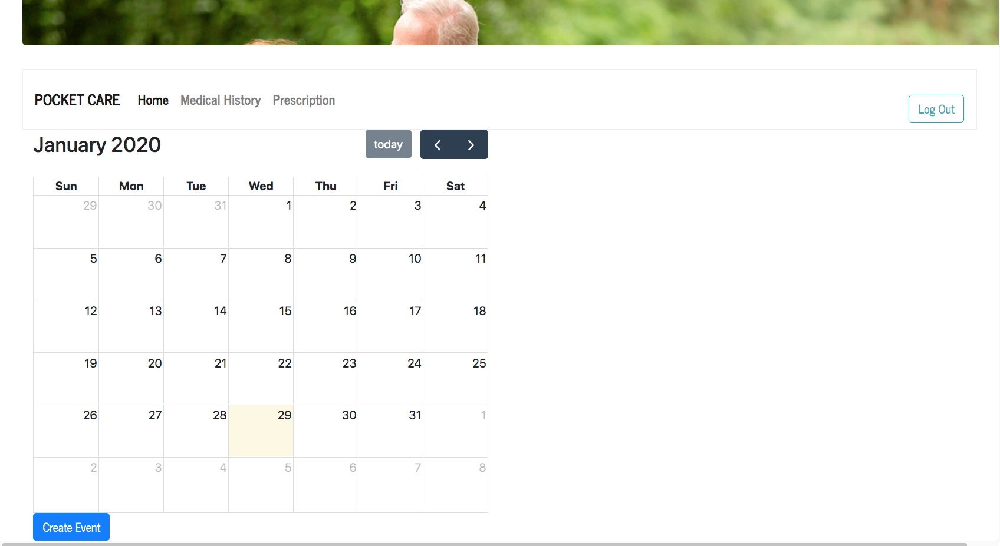 POCKET CARE Home Medical History Prescription Log Out
January 2020 today
Sun Mon Tue Wed Thu Fri Sat
29 30 31 1 2 3 4
5 6 7 8 9 10 11
12 13 14 15 16 17 18
19 20 21 22 23 24 25
26 27 28 29 30 31 1
2 3 4 5 6 7 8
Create Event